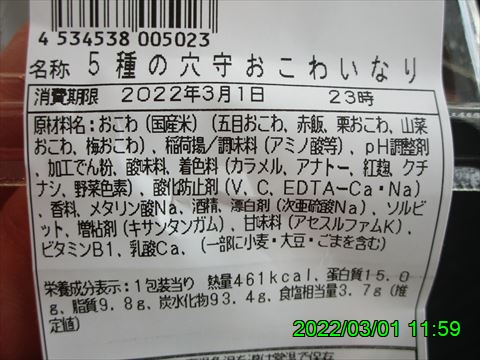 4 534538 005023
名称 5種の穴守おこわいなり
消費期限 2022年3月1日 23時
原材料名：おこわ（国産米）（五目おこわ、赤飯、栗おこわ、山菜
おこわ、梅おこわ）、稲荷揚／調味料（アミノ酸等）、pH調整剤
、加工でん粉、酸味料、着色料（カラメル、アナトー、紅麹、クチ
ナシ、野菜色素）、酸化防止剤（V．C、EDTA－Ca・Na）
、香料、メタリン酸Na、酒精、漂白剤（次亜硫酸Na）、ソルビ
ット、増粘剤（キサンタンガム）、甘味料（アセスルファムK）、
ビタミンB1、乳酸Ca、（一部に小麦・大豆・ごまを含む）
栄養成分表示：1包装当り 熱量461kcal、蛋白質15．0
g、脂質9．8g、炭水化物93．4g、食塩相当量3．7g（推
定値）
2022/03/01 11:59